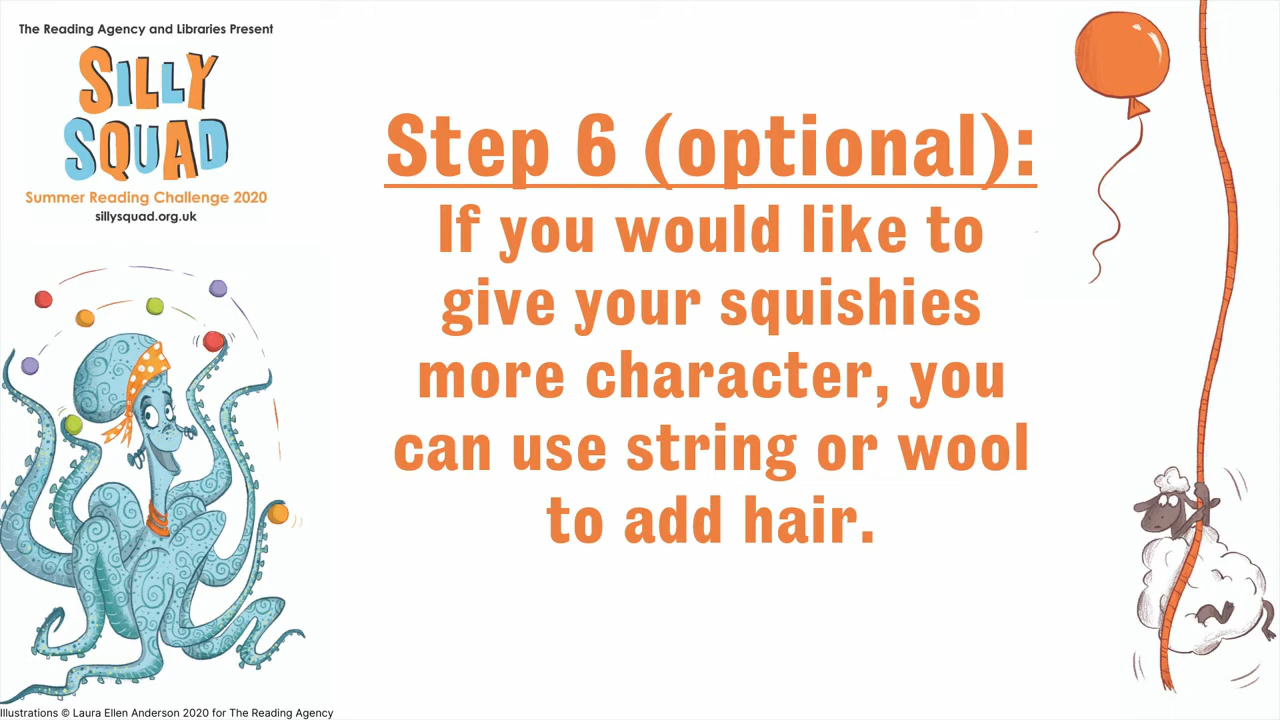 The Reading Agency and Libraries Present
SILLY
SQUAD
Summer Reading Challenge 2020
sillysquad.org.uk
Step 6 (optional):
If you would like to
give your squishies
more character, you
can use string or wool
to add hair.
Illustrations © Laura Ellen Anderson 2020 for The Reading Agency